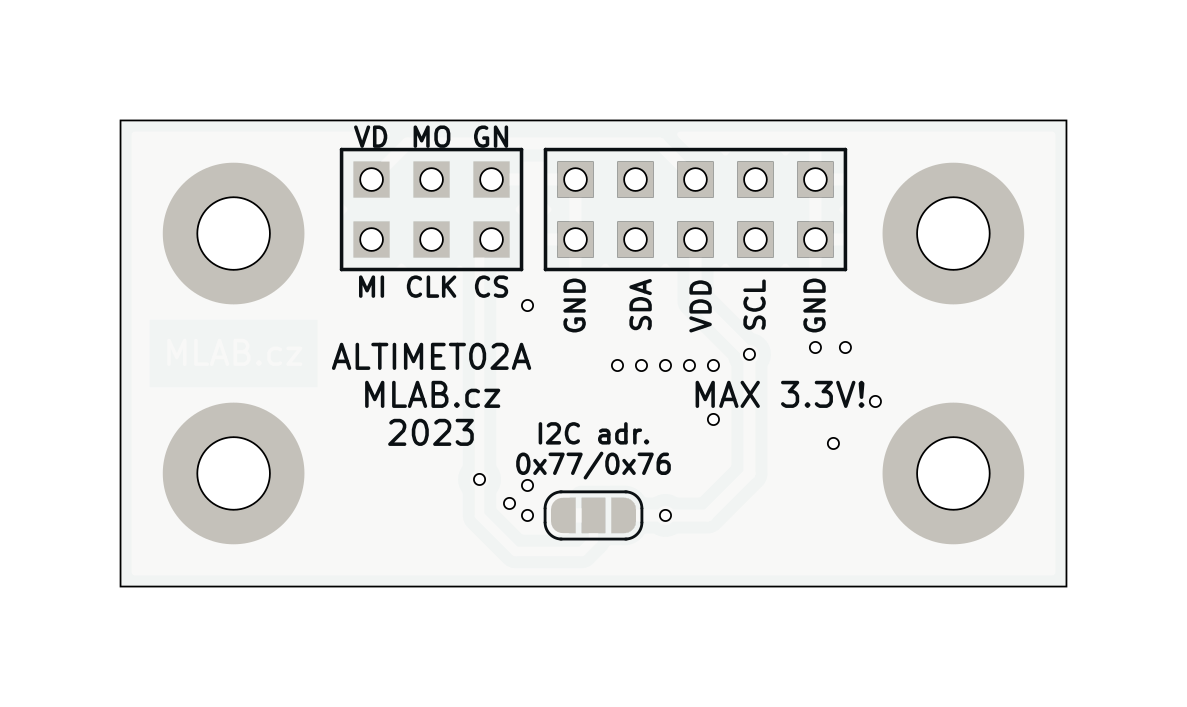 VD MO GN
MI CLK CS
GND SDA VDD SCL GND
MLAB.cz
ALTIMET02A
MLAB.cz
2023
MAX 3.3V!
I2C adr.
0x77/0x76